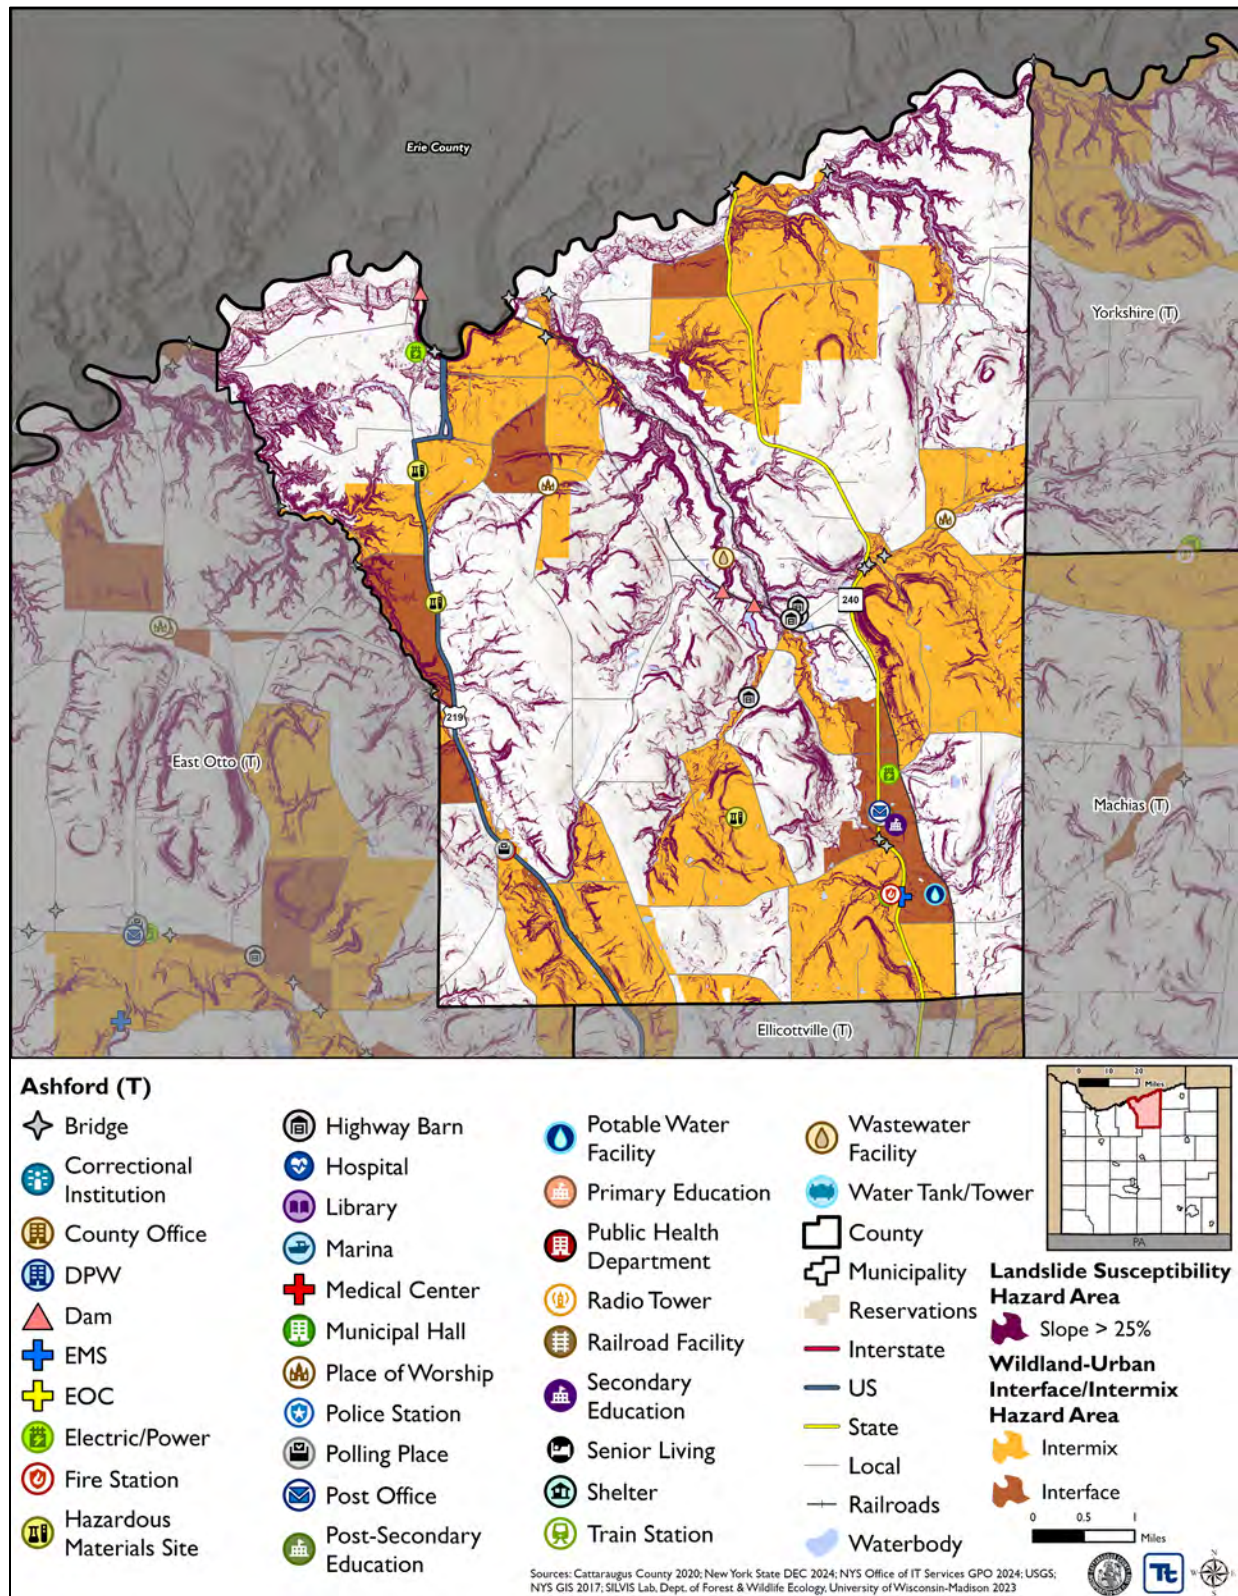 Erie County
Yorkshire (T)
240
219
East Otto (T)
Machias (T)
Ellicottville (T)
Ashford (T)
Bridge
Correctional
Institution
County Office
DPW
Dam
EMS
EOC
Electric/Power
Fire Station
Hazardous
Materials Site
Highway Barn
Hospital
Library
Marina
Medical Center
Municipal Hall
Place of Worship
Police Station
Polling Place
Post Office
Post-Secondary
Education
Potable Water
Facility
Primary Education
Public Health
Department
Radio Tower
Railroad Facility
Secondary
Education
Senior Living
Shelter
Train Station
Wastewater
Facility
Water Tank/Tower
County
Municipality
Reservations
Interstate
US
State
Local
Railroads
Waterbody
0 10 20
Miles
PA
Landslide Susceptibility
Hazard Area
Slope > 25%
Wildland-Urban
Interface/Intermix
Hazard Area
Intermix
Interface
0 0.5 1
Miles
Sources: Cattaraugus County 2020; New York State DEC 2024; NYS Office of IT Services GPO 2024; USGS;
NYS GIS 2017; SILVIS Lab, Dept. of Forest & Wildlife Ecology, University of Wisconsin-Madison 2023
Tt
N
W E
S